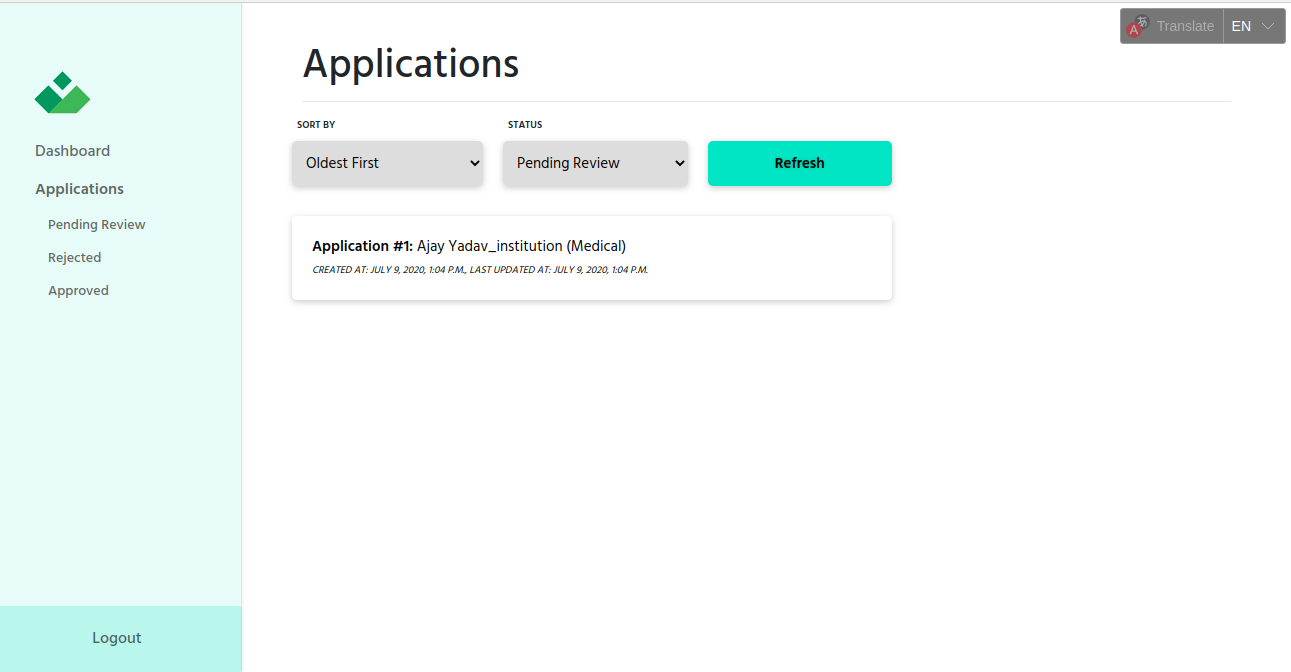 Translate EN
Applications
Dashboard
Applications
Pending Review
Rejected
Approved
Logout
SORT BY STATUS
Oldest First Pending Review Refresh
Application #1: Ajay Yadav_institution (Medical)
CREATED AT: JULY 9, 2020, 1:04 P.M., LAST UPDATED AT: JULY 9, 2020, 1:04 P.M.